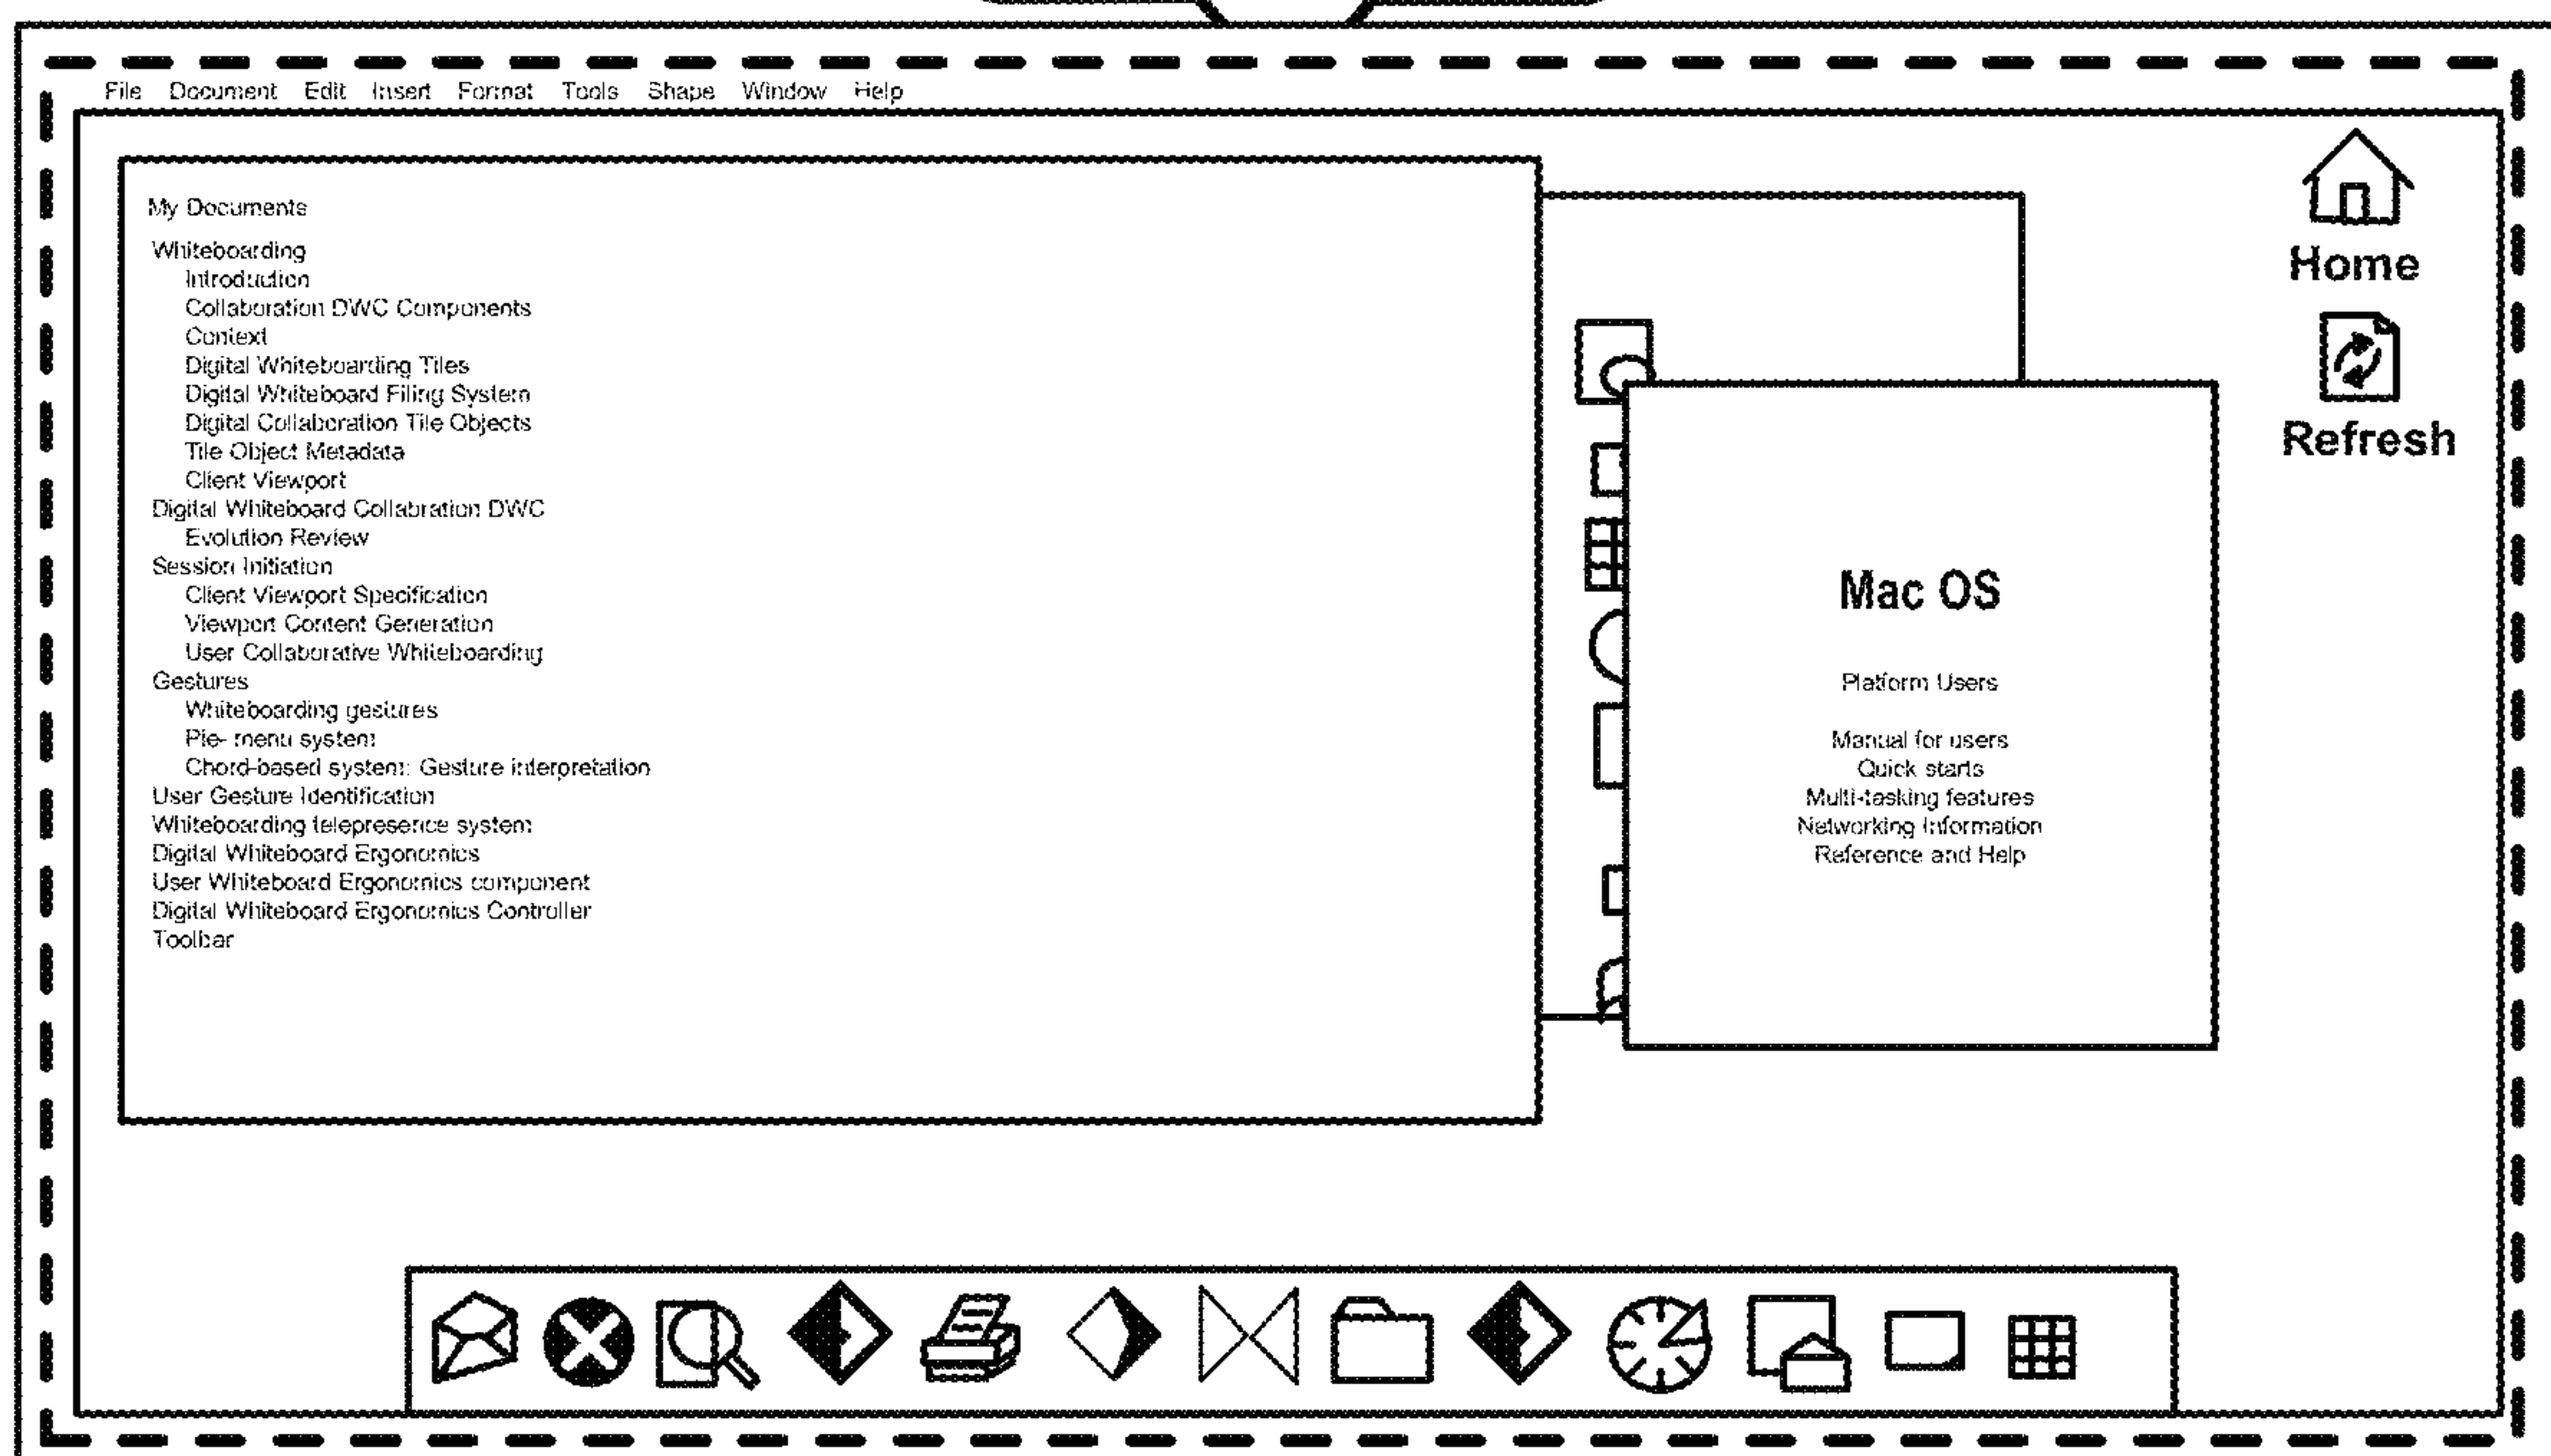 File Document Edit Insert Format Tools Shape Window Help
My Documents
Whiteboarding
Introduction
Collaboration DWC Components
Context
Digital Whiteboarding Tiles
Digital Whiteboard Filing System
Digital Collaboration Tile Objects
Tile Object Metadata
Client Viewport
Digital Whiteboard Collabration DWC
Evolution Review
Session Initiation
Client Viewport Specification
Viewport Content Generation
User Collaborative Whiteboarding
Gestures
Whiteboarding gestures
Pie- menu system
Chord-based system: Gesture interpretation
User Gesture Identification
Whiteboarding telepresence system
Digital Whiteboard Ergonomics
User Whiteboard Ergonomics component
Digital Whiteboard Ergonomics Controller
Toolbar
Mac OS
Platform Users
Manual for users
Quick starts
Multi-tasking features
Networking Information
Reference and Help
Home
Refresh